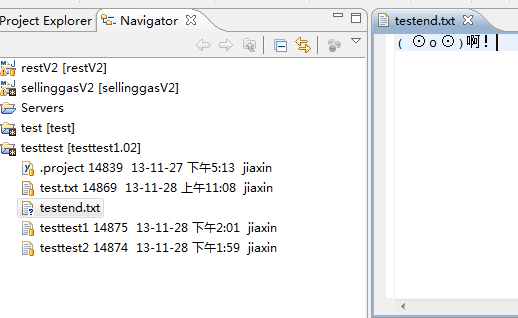 Project Explorer
Navigator
restV2 [restV2]
sellinggasV2 [sellinggasV2]
Servers
test [test]
testtest [testtest1.02]
.project 14839 13-11-27 下午5:13 jiaxin
test.txt 14869 13-11-28 上午11:08 jiaxin
testend.txt
testtest1 14875 13-11-28 下午2:01 jiaxin
testtest2 14874 13-11-28 下午1:59 jiaxin
testend.txt
( ⊙o⊙)啊!